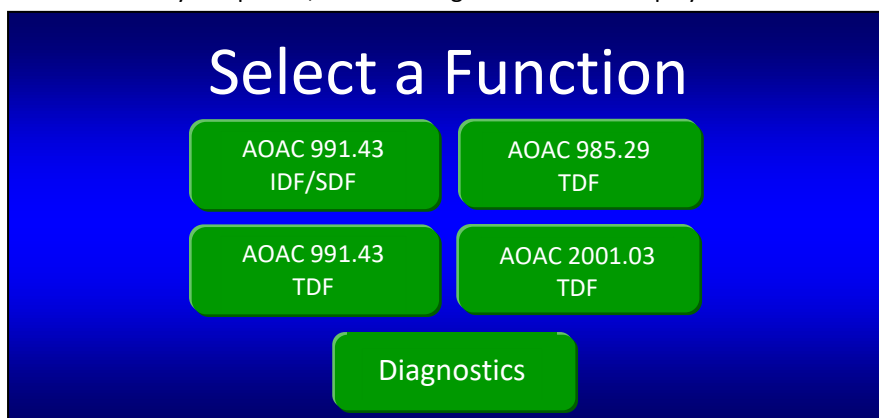 Select a Function
AOAC 991.43
IDF/SDF
AOAC 985.29
TDF
AOAC 991.43
TDF
AOAC 2001.03
TDF
Diagnostics